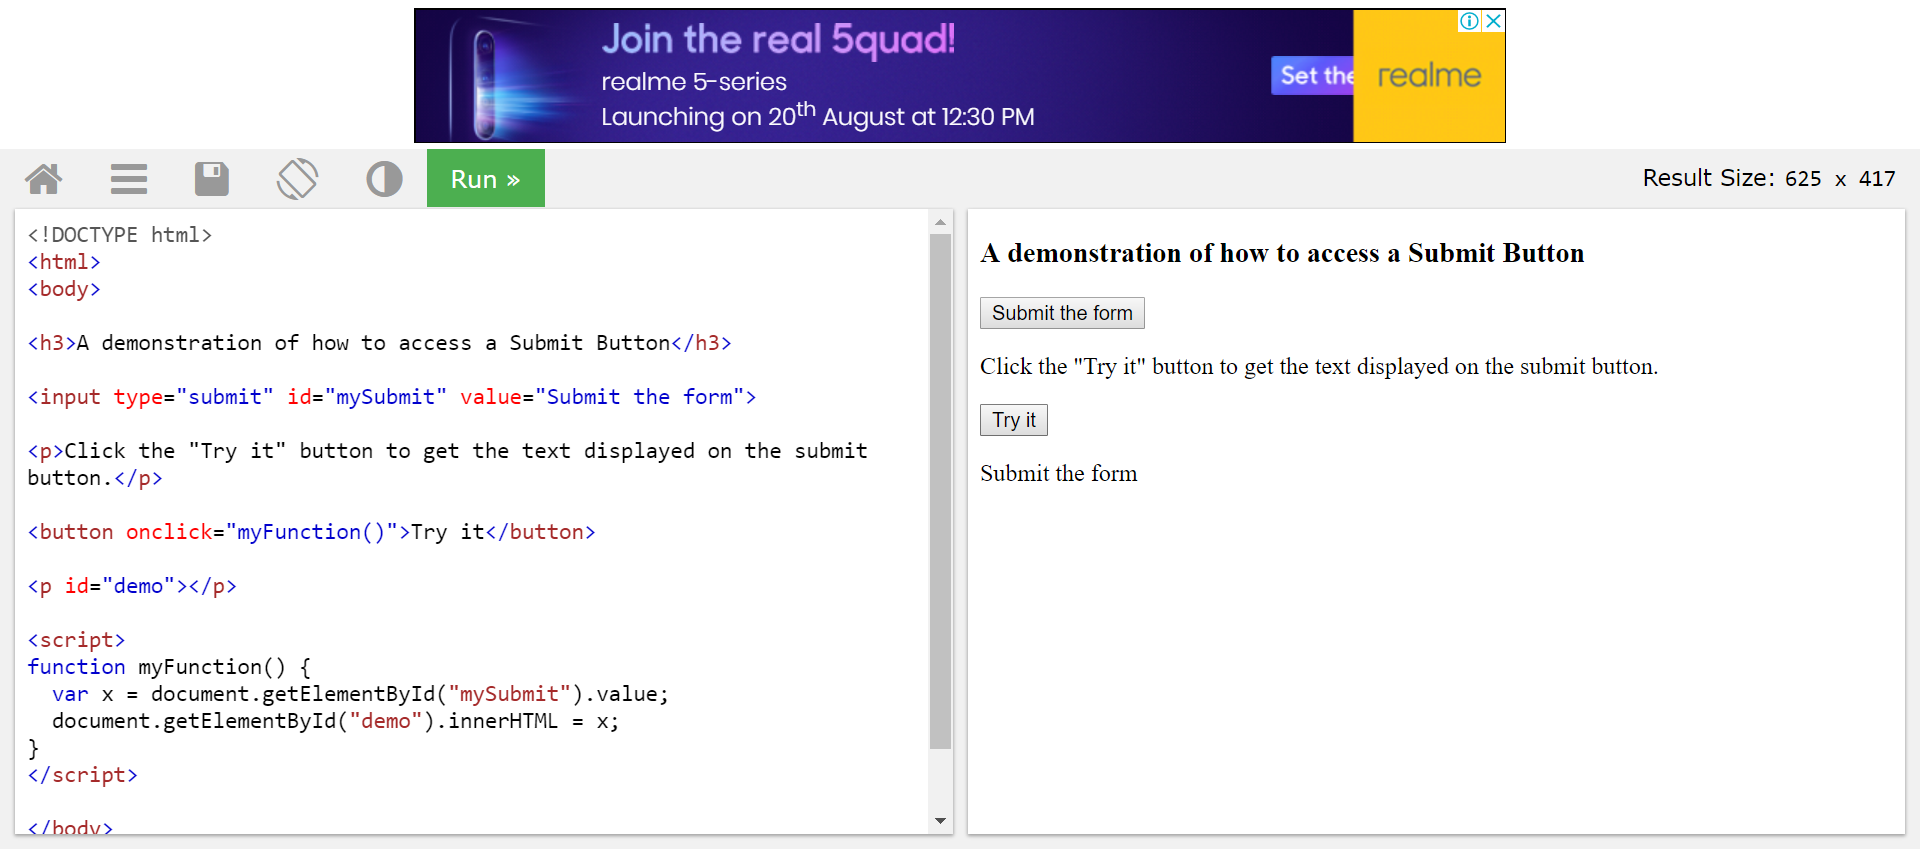 Join the real 5quad!
realme 5-series
Launching on 20th August at 12:30 PM
Set the
realme
Run »
Result Size: 625 x 417
<!DOCTYPE html>
<html>
<body>
<h3>A demonstration of how to access a Submit Button</h3>
<input type="submit" id="mySubmit" value="Submit the form">
<p>Click the "Try it" button to get the text displayed on the submit
button.</p>
<button onclick="myFunction()">Try it</button>
<p id="demo"></p>
<script>
function myFunction() {
  var x = document.getElementById("mySubmit").value;
  document.getElementById("demo").innerHTML = x;
}
</script>
</body>
A demonstration of how to access a Submit Button
Submit the form
Click the "Try it" button to get the text displayed on the submit button.
Try it
Submit the form